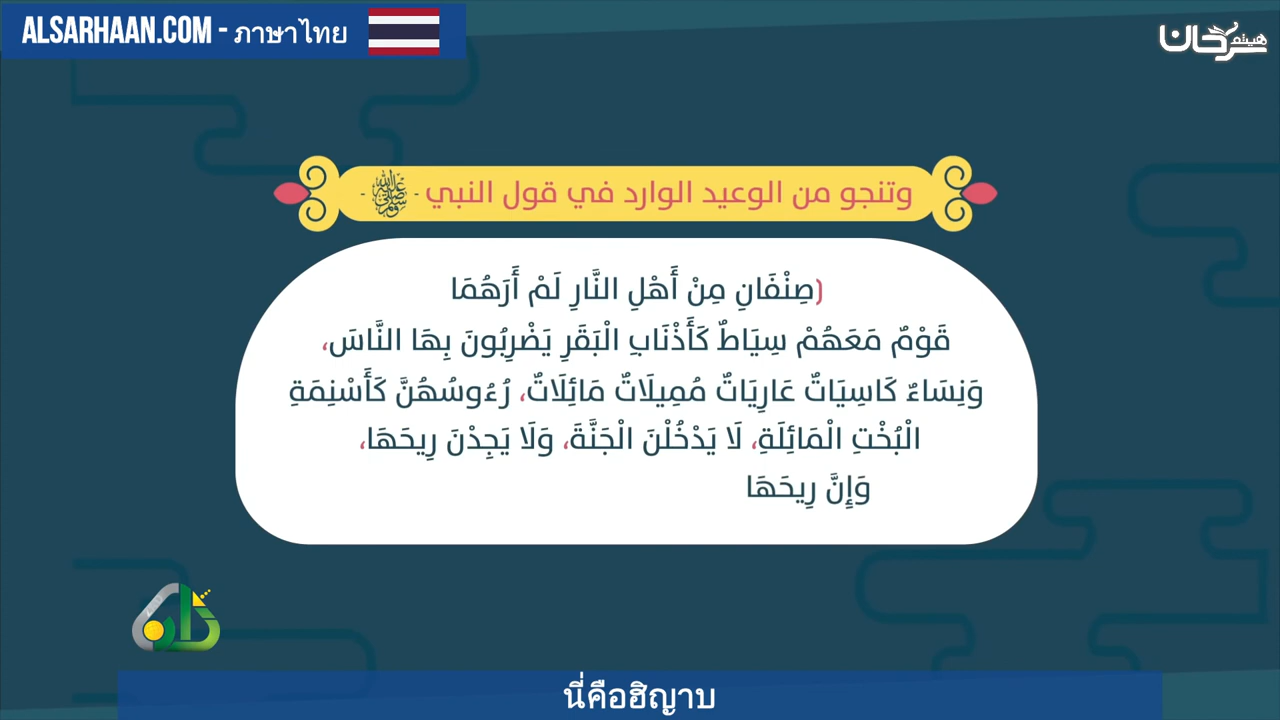 ALSARHAAN.COM - ภาษาไทย
هيثم سرحان
وتنجو من الوعيد الوارد في قول النبي - ﷺ -
(صِنْفَانِ مِنْ أَهْلِ النَّارِ لَمْ أَرَهُمَا
قَوْمٌ مَعَهُمْ سِيَاطٌ كَأَذْنَابِ الْبَقَرِ يَضْرِبُونَ بِهَا النَّاسَ،
وَنِسَاءٌ كَاسِيَاتٌ عَارِيَاتٌ مُمِيلَاتٌ مَائِلَاتٌ، رُءُوسُهُنَّ كَأَسْنِمَةِ
الْبُخْتِ الْمَائِلَةِ، لَا يَدْخُلْنَ الْجَنَّةَ، وَلَا يَجِدْنَ رِيحَهَا،
وَإِنَّ رِيحَهَا
นี่คือฮิญาบ